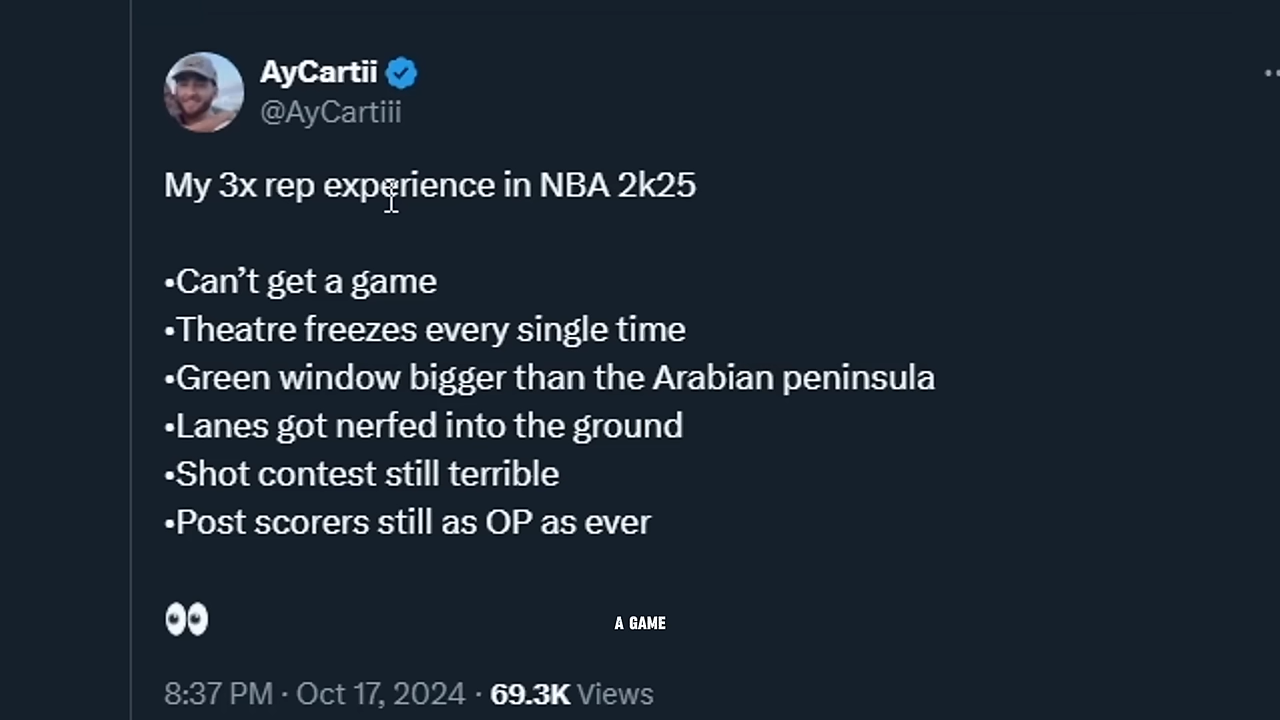 AyCartii
@AyCartiii
My 3x rep experience in NBA 2k25
•Can’t get a game
•Theatre freezes every single time
•Green window bigger than the Arabian peninsula
•Lanes got nerfed into the ground
•Shot contest still terrible
•Post scorers still as OP as ever
👀
A GAME
8:37 PM · Oct 17, 2024 · 69.3K Views